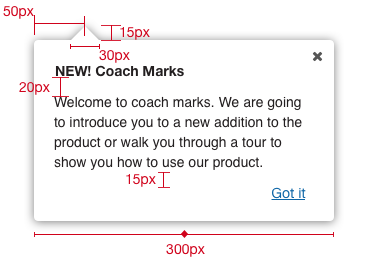 50px
15px
30px
NEW! Coach Marks
20px
Welcome to coach marks. We are going
to introduce you to a new addition to the
product or walk you through a tour to
show you how to use our product.
15px
Got it
300px